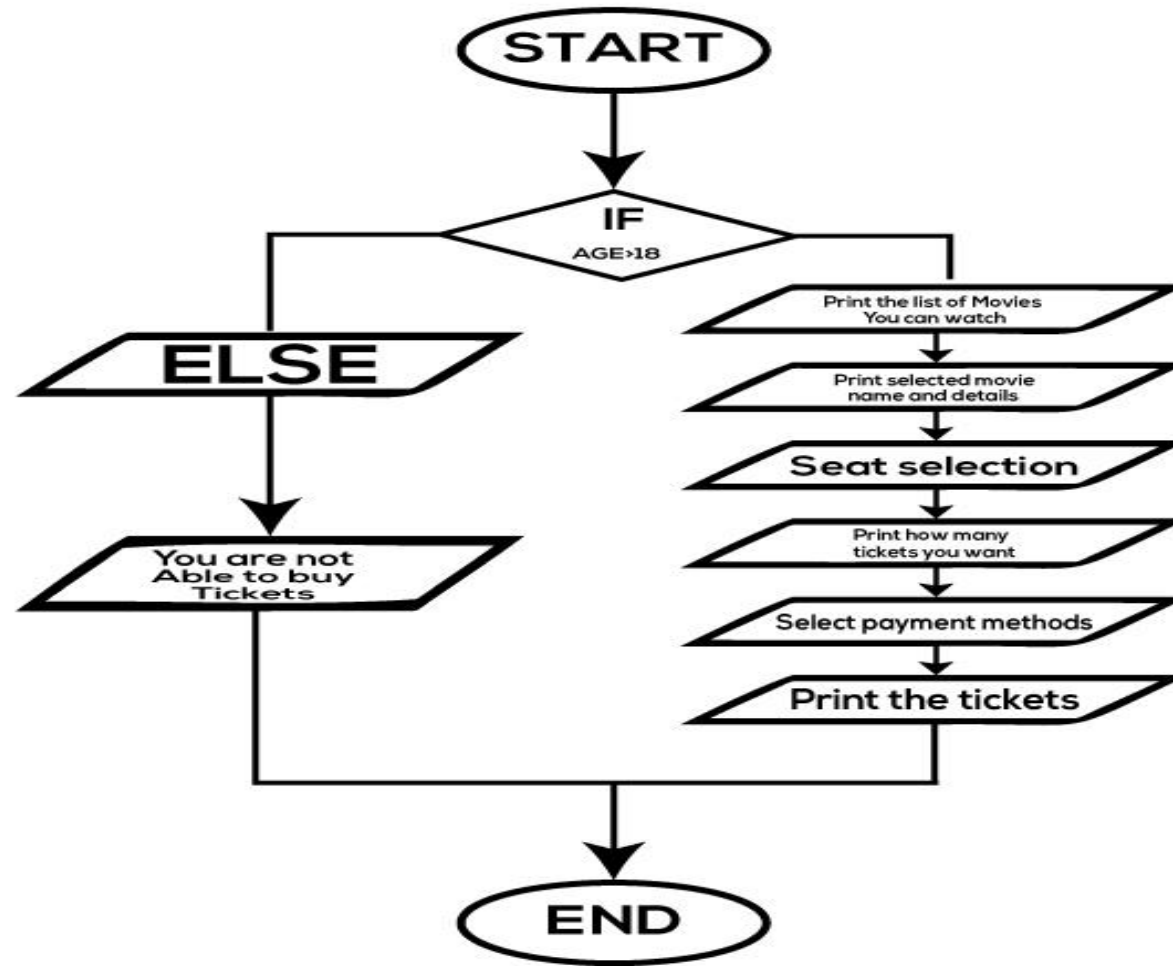 START
IF
AGE>18
ELSE
You are not
Able to buy
Tickets
Print the list of Movies
You can watch
Print selected movie
name and details
Seat selection
Print how many
tickets you want
Select payment methods
Print the tickets
END